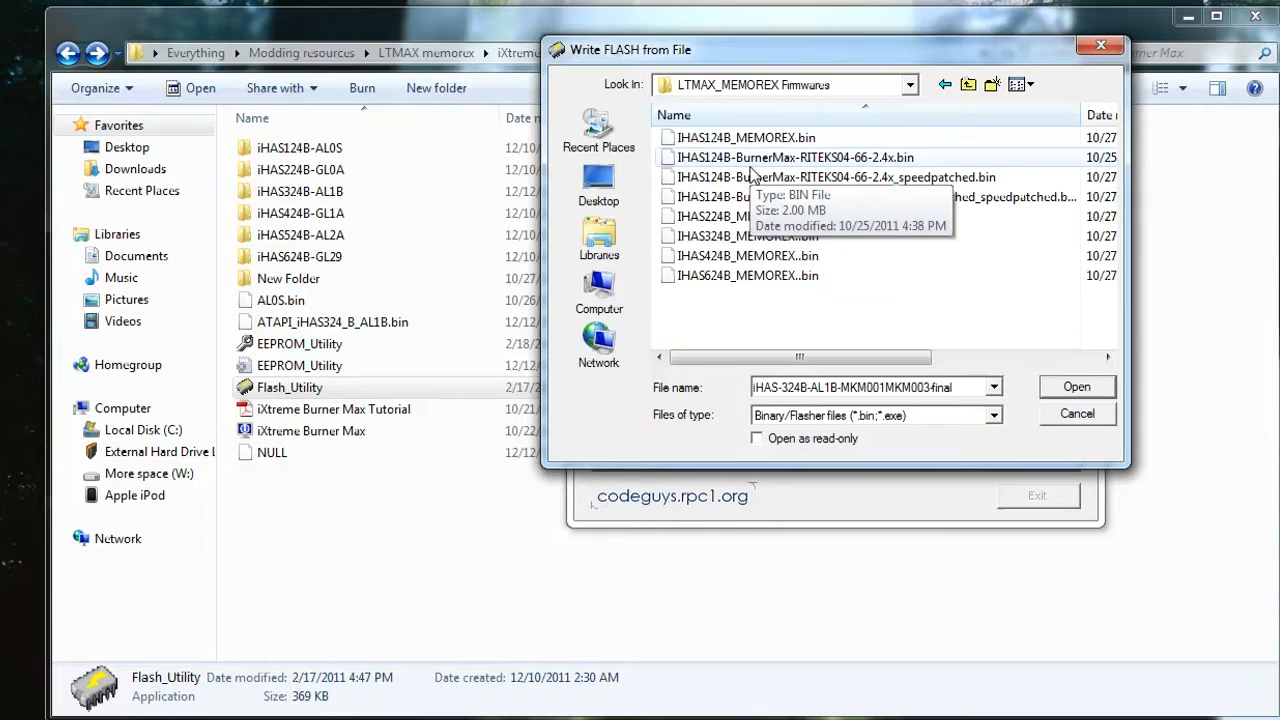 Everything
Modding resources
LTMAX memorex
iXtreme
Burner Max
Organize
Open
Share with
Burn
New folder
Favorites
Desktop
Downloads
Recent Places
Libraries
Documents
Music
Pictures
Videos
Homegroup
Computer
Local Disk (C:)
External Hard Drive
More space (W:)
Apple iPod
Network
Name
Date
iHAS124B-AL0S
12/10/
iHAS224B-GL0A
12/10/
iHAS324B-AL1B
12/10/
iHAS424B-GL1A
12/10/
iHAS524B-AL2A
12/10/
iHAS624B-GL29
12/10/
New Folder
10/27/
AL0S.bin
10/26/
ATAPI_iHAS324_B_AL1B.bin
12/12/
EEPROM_Utility
2/18/2
EEPROM_Utility
12/12/
Flash_Utility
2/17/2
iXtreme Burner Max Tutorial
10/21/
iXtreme Burner Max
10/27/
NULL
12/12/
Write FLASH from File
Look in:
LTMAX_MEMOREX Firmwares
Recent Places
Desktop
Libraries
Computer
Network
Name
Date
IHAS124B_MEMOREX.bin
10/27
IHAS124B-BurnerMax-RITEKS04-66-2.4x.bin
10/25
IHAS124B-BurnerMax-RITEKS04-66-2.4x_speedpatched.bin
10/27
IHAS124B-Bu
ched_speedpatched.b...
10/27
IHAS224B_M
10/27
IHAS324B_MEMOREX..bin
10/27
IHAS424B_MEMOREX..bin
10/27
IHAS624B_MEMOREX..bin
10/27
Type: BIN File
Size: 2.00 MB
Date modified: 10/25/2011 4:38 PM
File name:
iHAS-324B-AL1B-MKM001MKM003-final
Open
Files of type:
Binary/Flasher files (*.bin;*.exe)
Cancel
Open as read-only
codeguys.rpc1.org
Exit
Flash_Utility
Date modified: 2/17/2011 4:47 PM
Date created: 12/10/2011 2:30 AM
Application
Size: 369 KB